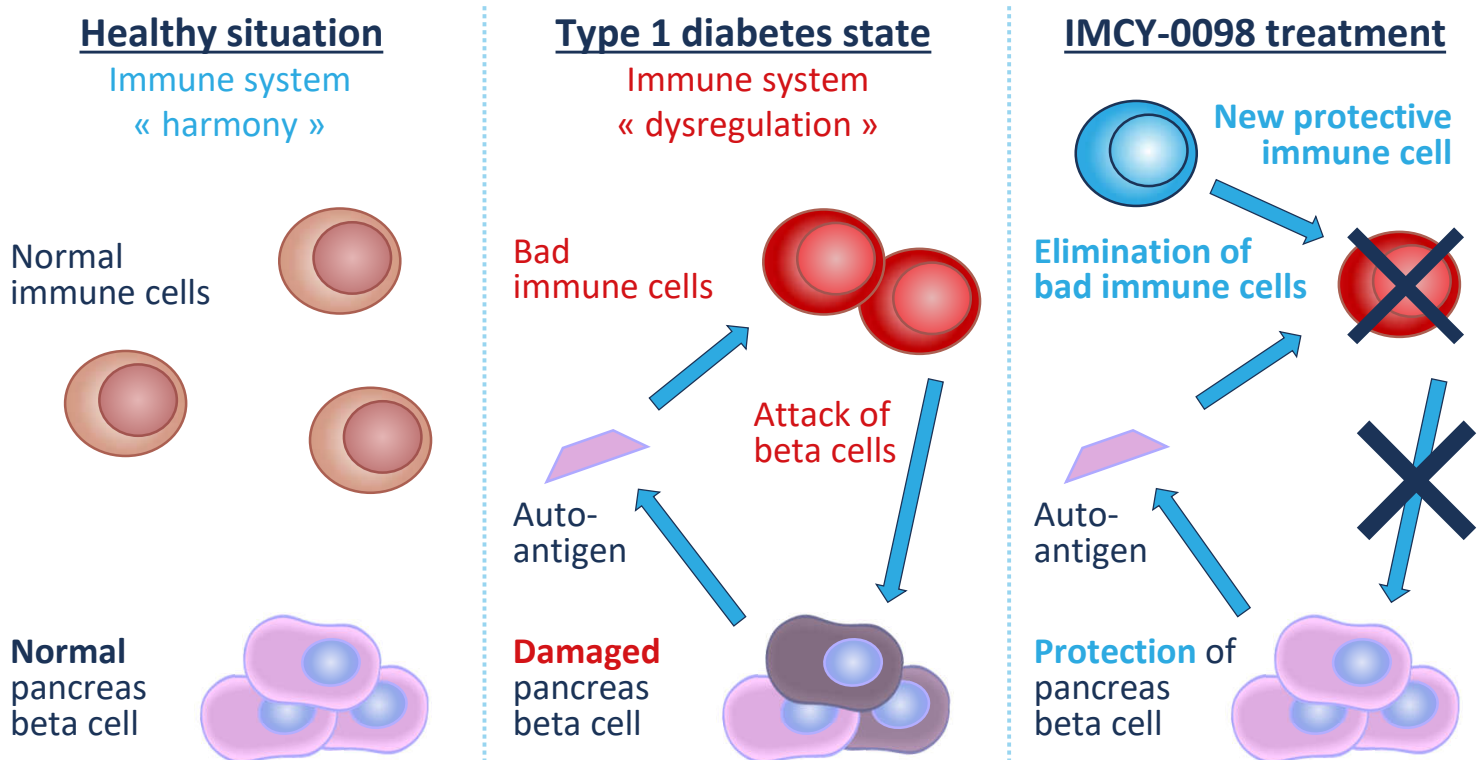 Healthy situation
Immune system
« harmony »
Normal
immune cells
Normal
pancreas
beta cell
Type 1 diabetes state
Immune system
« dysregulation »
Bad
immune cells
Attack of
beta cells
Auto-
antigen
Damaged
pancreas
beta cell
IMCY-0098 treatment
New protective
immune cell
Elimination of
bad immune cells
Auto-
antigen
Protection of
pancreas
beta cell